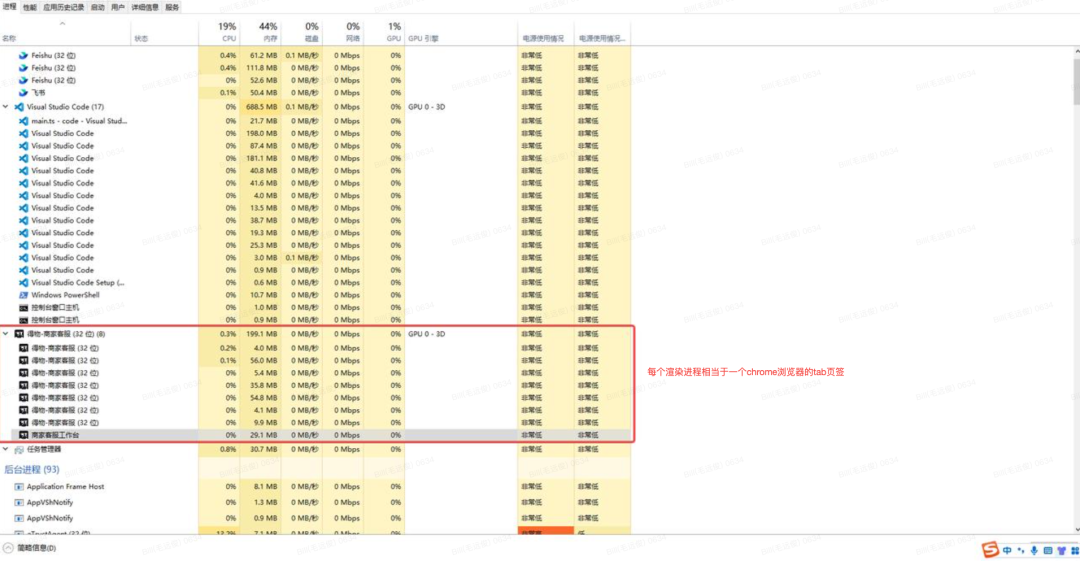 进程 性能 应用历史记录 启动 用户 详细信息 服务
19% 44% 0% 0% 1%
名称 状态 CPU 内存 磁盘 网络 GPU GPU 引擎 电源使用情况 电源使用情况...
Feishu (32 位) 0.4% 61.2 MB 0.1 MB/秒 0 Mbps 0% 非常低 非常低
Feishu (32 位) 0.4% 111.8 MB 0 MB/秒 0 Mbps 0% 非常低 非常低
Feishu (32 位) 0% 52.6 MB 0 MB/秒 0 Mbps 0% 非常低 非常低
飞书 0.1% 50.4 MB 0 MB/秒 0 Mbps 0% 非常低 非常低
Visual Studio Code (17) 0% 688.5 MB 0.1 MB/秒 0 Mbps 0% GPU 0 - 3D 非常低 非常低
main.ts - code - Visual Stud... 0% 21.7 MB 0 MB/秒 0 Mbps 0% 非常低 非常低
Visual Studio Code 0% 198.0 MB 0 MB/秒 0 Mbps 0% 非常低 非常低
Visual Studio Code 0% 87.4 MB 0 MB/秒 0 Mbps 0% 非常低 非常低
Visual Studio Code 0% 181.1 MB 0 MB/秒 0 Mbps 0% 非常低 非常低
Visual Studio Code 0% 40.8 MB 0 MB/秒 0 Mbps 0% 非常低 非常低
Visual Studio Code 0% 41.6 MB 0 MB/秒 0 Mbps 0% 非常低 非常低
Visual Studio Code 0% 4.0 MB 0 MB/秒 0 Mbps 0% 非常低 非常低
Visual Studio Code 0% 13.5 MB 0 MB/秒 0 Mbps 0% 非常低 非常低
Visual Studio Code 0% 38.7 MB 0 MB/秒 0 Mbps 0% 非常低 非常低
Visual Studio Code 0% 19.3 MB 0 MB/秒 0 Mbps 0% 非常低 非常低
Visual Studio Code 0% 25.3 MB 0 MB/秒 0 Mbps 0% 非常低 非常低
Visual Studio Code 0% 3.0 MB 0.1 MB/秒 0 Mbps 0% 非常低 非常低
Visual Studio Code 0% 0.9 MB 0 MB/秒 0 Mbps 0% 非常低 非常低
Visual Studio Code Setup (... 0% 0.6 MB 0 MB/秒 0 Mbps 0% 非常低 非常低
Windows PowerShell 0% 10.7 MB 0 MB/秒 0 Mbps 0% 非常低 非常低
控制台窗口主机 0% 1.0 MB 0 MB/秒 0 Mbps 0% 非常低 非常低
控制台窗口主机 0% 0.9 MB 0 MB/秒 0 Mbps 0% 非常低 非常低
得物-商家客服 (32 位) (8) 0.3% 199.1 MB 0 MB/秒 0 Mbps 0% GPU 0 - 3D 非常低 非常低
得物-商家客服 (32 位) 0.2% 4.0 MB 0 MB/秒 0 Mbps 0% 非常低 非常低
得物-商家客服 (32 位) 0.1% 56.0 MB 0 MB/秒 0 Mbps 0% 非常低 非常低
得物-商家客服 (32 位) 0% 5.4 MB 0 MB/秒 0 Mbps 0% 非常低 非常低
每个渲染进程相当于一个chrome浏览器的tab页签
得物-商家客服 (32 位) 0% 35.8 MB 0 MB/秒 0 Mbps 0% 非常低 非常低
得物-商家客服 (32 位) 0% 54.8 MB 0 MB/秒 0 Mbps 0% 非常低 非常低
得物-商家客服 (32 位) 0% 4.1 MB 0 MB/秒 0 Mbps 0% 非常低 非常低
得物-商家客服 (32 位) 0% 9.9 MB 0 MB/秒 0 Mbps 0% 非常低 非常低
商家客服工作台 0% 29.1 MB 0 MB/秒 0 Mbps 0% 非常低 非常低
任务管理器 0.8% 30.7 MB 0 MB/秒 0 Mbps 0% 非常低 非常低
后台进程 (93)
Application Frame Host 0% 8.1 MB 0 MB/秒 0 Mbps 0% 非常低 非常低
AppVShNotify 0% 1.3 MB 0 MB/秒 0 Mbps 0% 非常低 非常低
AppVShNotify 0% 0.9 MB 0 MB/秒 0 Mbps 0% 非常低 非常低
简略信息(D)
中